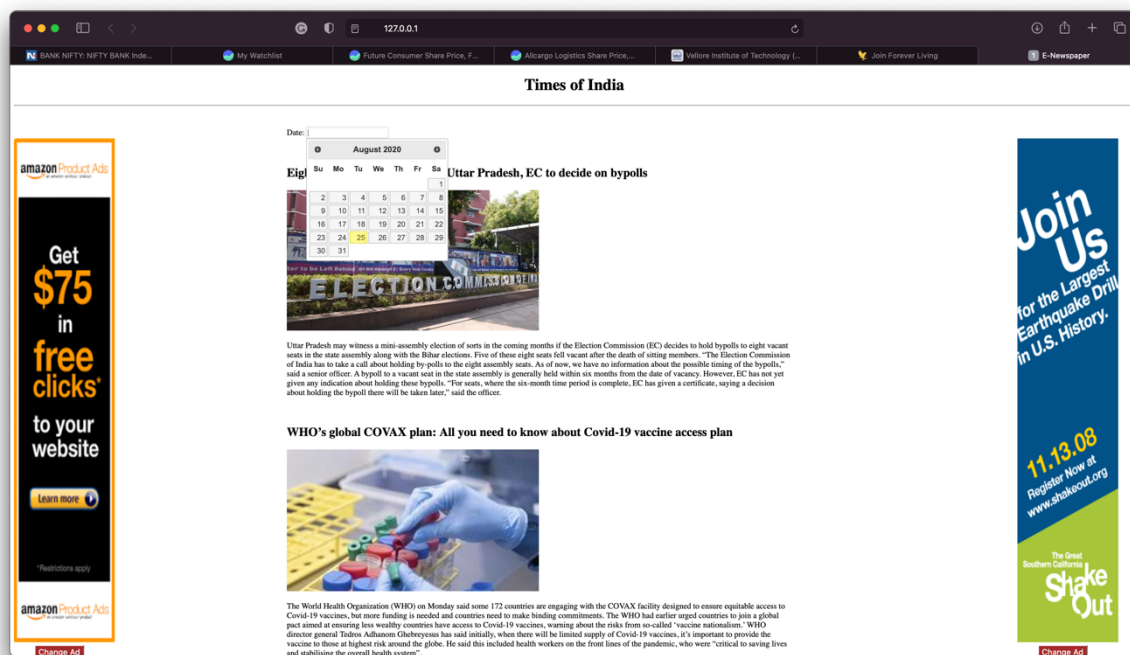 127.0.0.1
BANK NIFTY: NIFTY BANK Inde...
My Watchlist
Future Consumer Share Price, F...
Allcargo Logistics Share Price,...
Vellore Institute of Technology (...
Join Forever Living
1 E-Newspaper
Times of India
Date:
August 2020
Su Mo Tu We Th Fr Sa
1
2 3 4 5 6 7 8
9 10 11 12 13 14 15
16 17 18 19 20 21 22
23 24 25 26 27 28 29
30 31
Uttar Pradesh, EC to decide on bypolls
ELECTION COMMISSION OF
Uttar Pradesh may witness a mini-assembly election of sorts in the coming months if the Election Commission (EC) decides to hold bypolls to eight vacant
seats in the state assembly along with the Bihar elections. Five of these eight seats fell vacant after the death of sitting members. “The Election Commission
of India has to take a call about holding by-polls to the eight assembly seats. As of now, we have no information about the possible timing of the bypolls,”
said a senior officer. A bypoll to a vacant seat in the state assembly is generally held within six months from the date of vacancy. However, EC has not yet
given any indication about holding these bypolls. “For seats, where the six-month time period is complete, EC has given a certificate, saying a decision
about holding the bypoll there will be taken later,” said the officer.
WHO’s global COVAX plan: All you need to know about Covid-19 vaccine access plan
The World Health Organization (WHO) on Monday said some 172 countries are engaging with the COVAX facility designed to ensure equitable access to
Covid-19 vaccines, but more funding is needed and countries need to make binding commitments. The WHO had earlier urged countries to join a global
pact aimed at ensuring less wealthy countries have access to Covid-19 vaccines, warning about the risks from so-called ‘vaccine nationalism.’ WHO
director general Tedros Adhanom Ghebreyesus has said initially, when there will be limited supply of Covid-19 vaccines, it’s important to provide the
vaccine to those at highest risk around the globe. He said this included health workers on the front lines of the pandemic, who were “critical to saving lives
and stabilising the overall health system”.
amazon Product Ads
Get
$75
in
free
clicks*
to your
website
Learn more
*Restrictions apply
amazon Product Ads
Change Ad
Join
Us
for the Largest
Earthquake Drill
in U.S. History.
11.13.08
Register Now at
www.shakeout.org
The Great
Southern California
Shake
Out
Change Ad